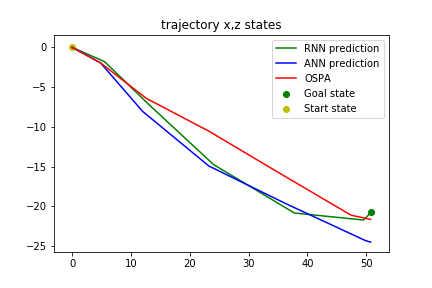 trajectory x,z states
RNN prediction
ANN prediction
OSPA
Goal state
Start state
0
−5
−10
−15
−20
−25
0 10 20 30 40 50